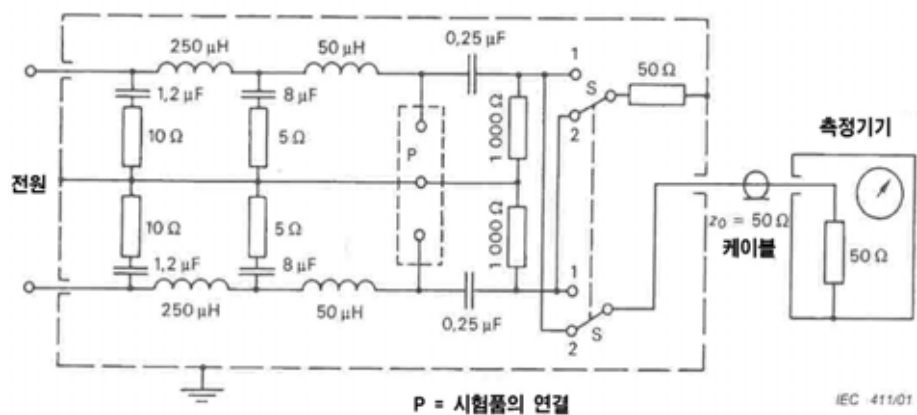 250 μH
50 μH
0,25 μF
1
50 Ω
S
2
1,2 μF
8 μF
10 Ω
5 Ω
P
1 000 Ω
측정기기
전원
z₀ = 50 Ω
케이블
50 Ω
10 Ω
5 Ω
1 000 Ω
1,2 μF
8 μF
1
250 μH
50 μH
0,25 μF
2
S
P = 시험품의 연결
IEC 411/01